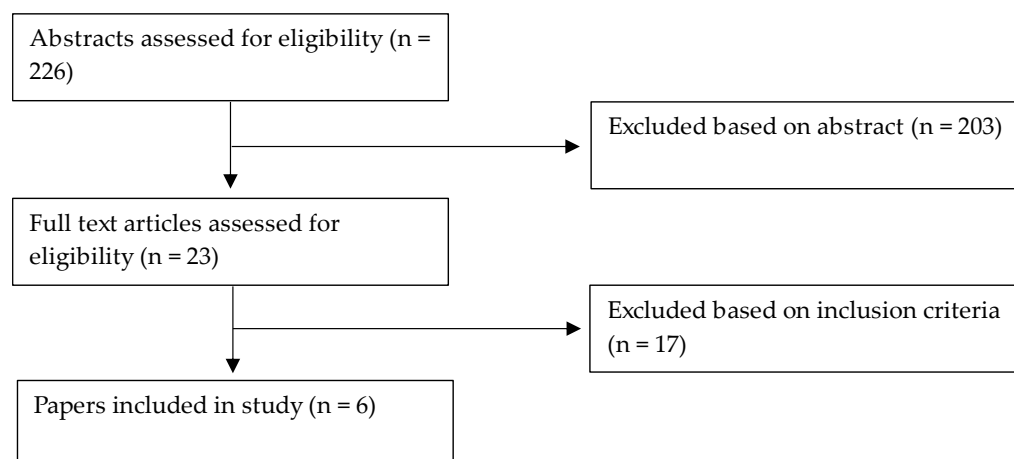 Abstracts assessed for eligibility (n =
226)
Excluded based on abstract (n = 203)
Full text articles assessed for
eligibility (n = 23)
Excluded based on inclusion criteria
(n = 17)
Papers included in study (n = 6)